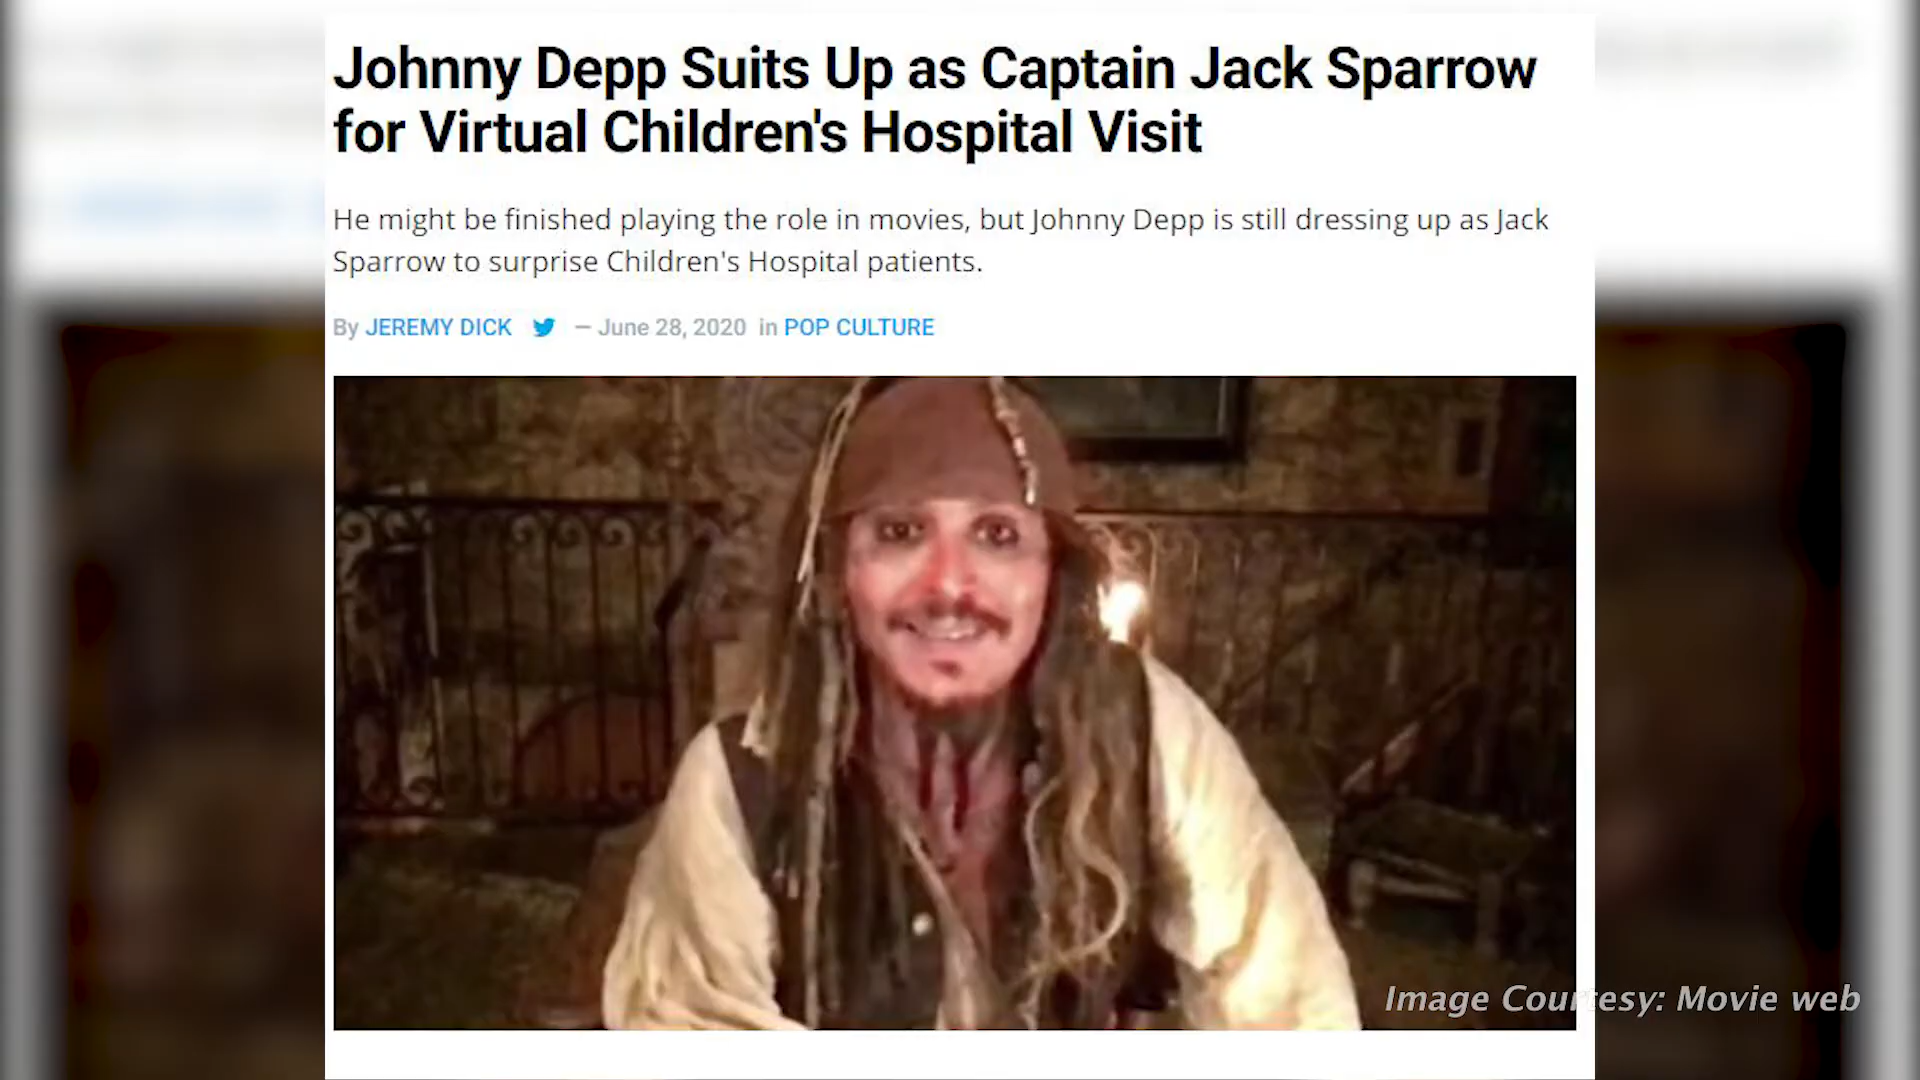 Johnny Depp Suits Up as Captain Jack Sparrow
for Virtual Children's Hospital Visit
He might be finished playing the role in movies, but Johnny Depp is still dressing up as Jack
Sparrow to surprise Children's Hospital patients.
By JEREMY DICK — June 28, 2020 in POP CULTURE
Image Courtesy: Movie web